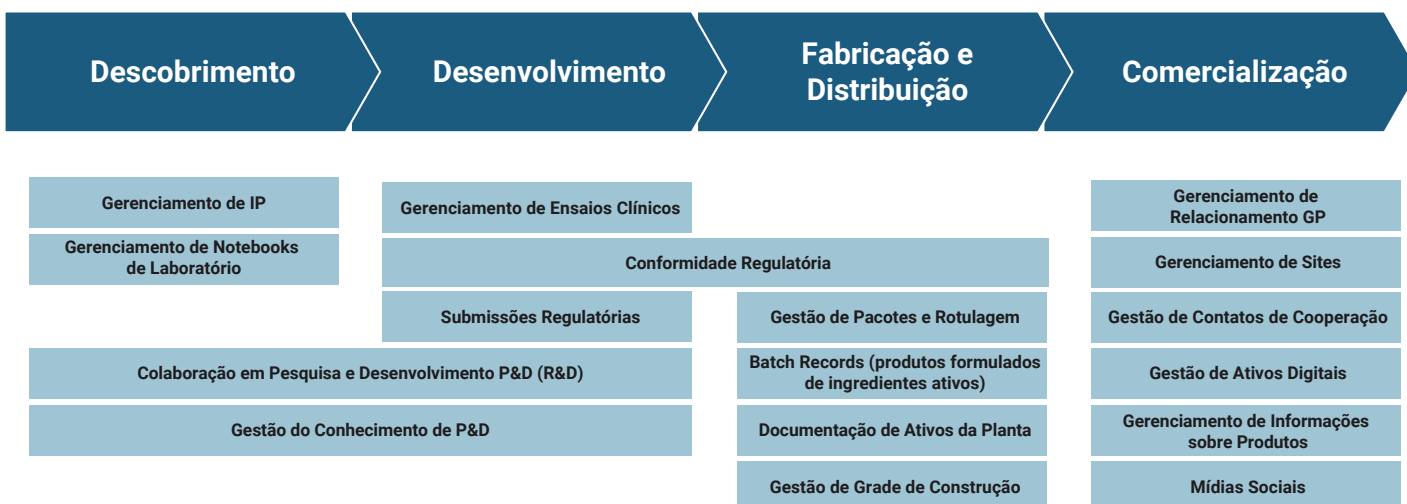 Descobrimento
Desenvolvimento
Fabricação e
Distribuição
Comercialização
Gerenciamento de IP
Gerenciamento de Notebooks
de Laboratório
Gerenciamento de Ensaios Clínicos
Conformidade Regulatória
Submissões Regulatórias
Colaboração em Pesquisa e Desenvolvimento P&D (R&D)
Gestão do Conhecimento de P&D
Gestão de Pacotes e Rotulagem
Batch Records (produtos formulados
de ingredientes ativos)
Documentação de Ativos da Planta
Gestão de Grade de Construção
Gerenciamento de
Relacionamento GP
Gerenciamento de Sites
Gestão de Contatos de Cooperação
Gestão de Ativos Digitais
Gerenciamento de Informações
sobre Produtos
Mídias Sociais